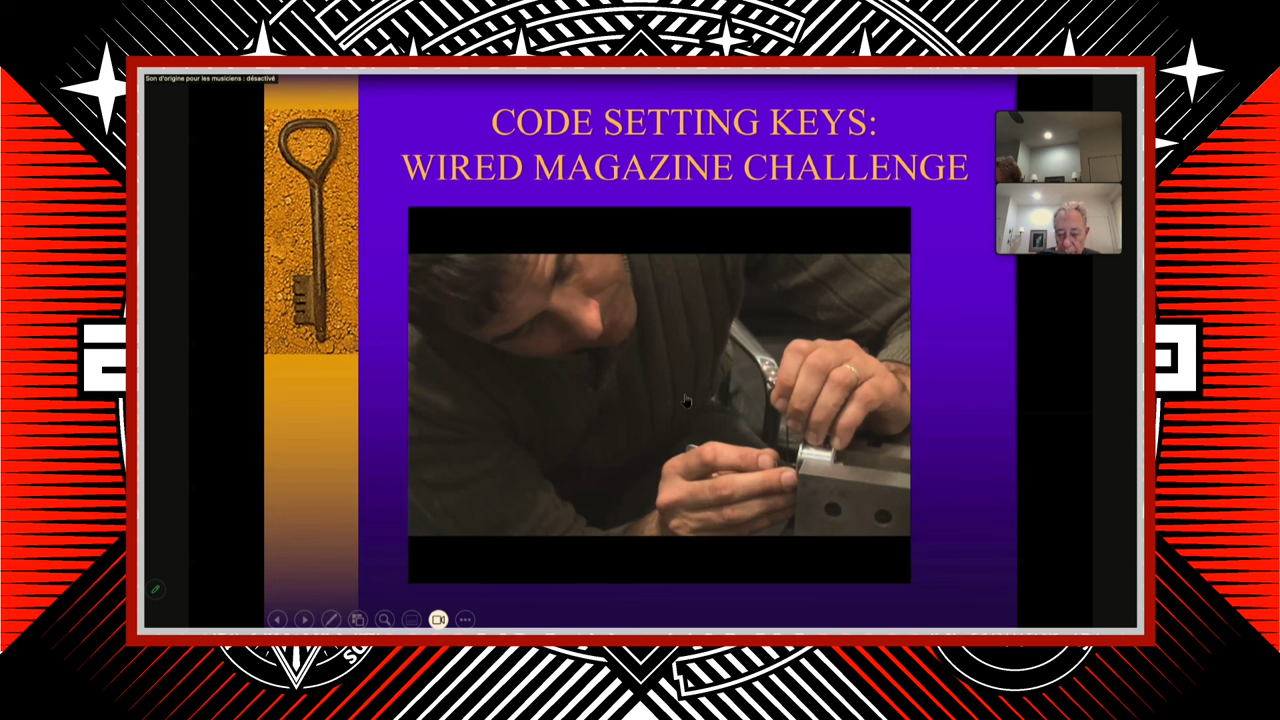 Son d'origine pour les musiciens : désactivé
CODE SETTING KEYS:
WIRED MAGAZINE CHALLENGE